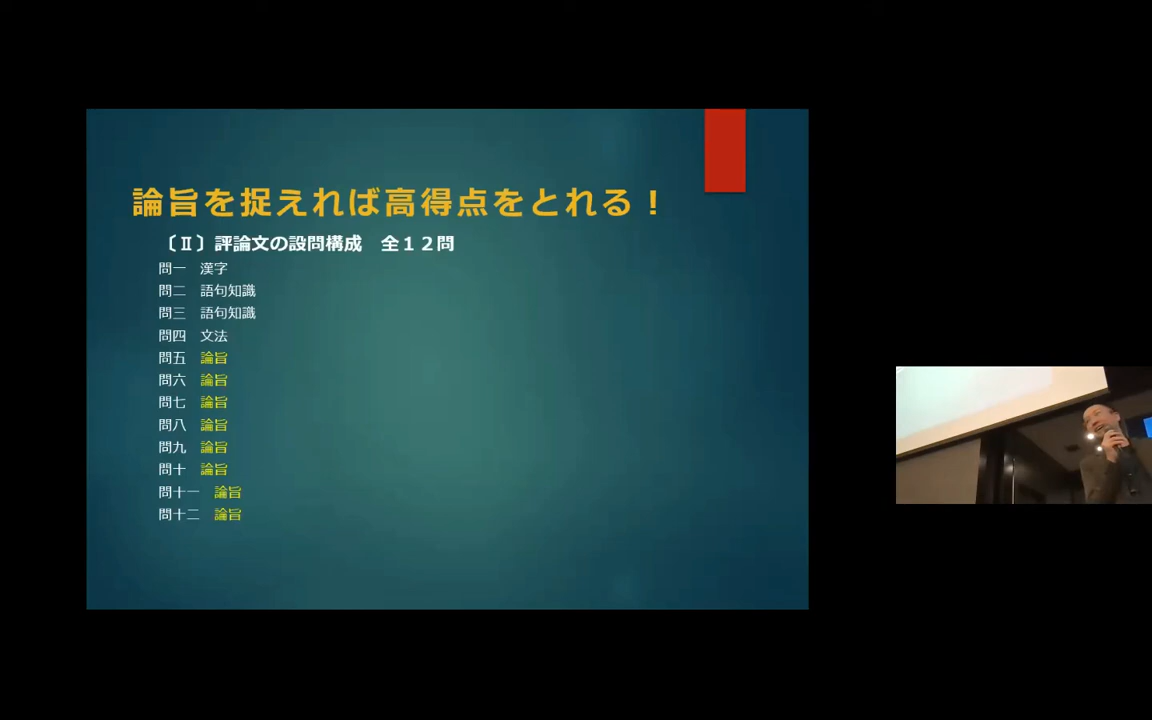 論旨を捉えれば高得点をとれる！
〔Ⅱ〕評論文の設問構成　全１２問
問一　漢字
問二　語句知識
問三　語句知識
問四　文法
問五　論旨
問六　論旨
問七　論旨
問八　論旨
問九　論旨
問十　論旨
問十一　論旨
問十二　論旨